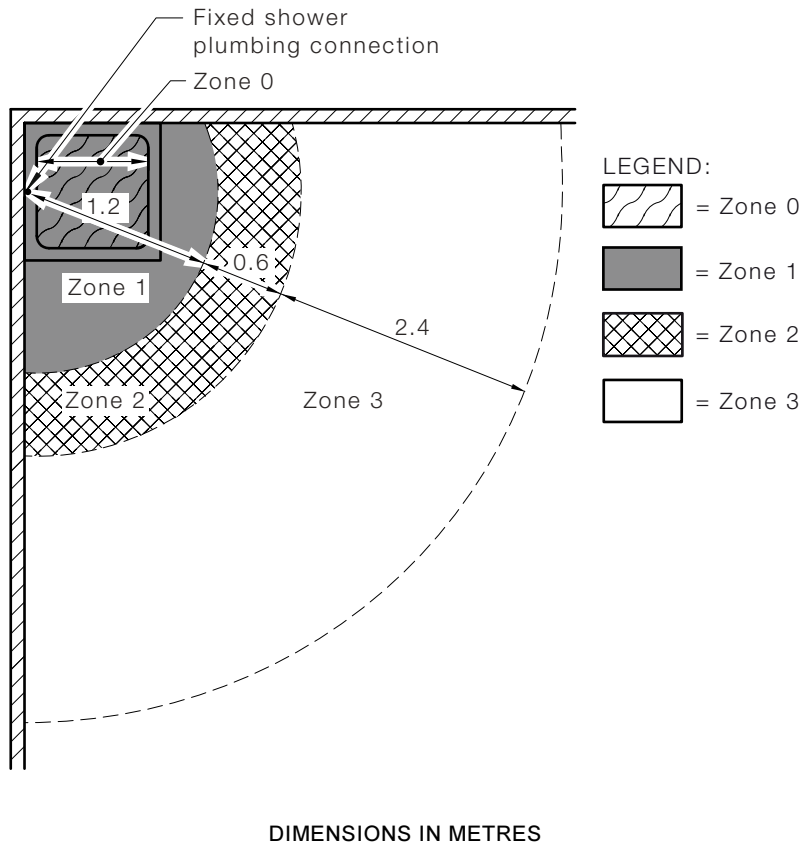 Fixed shower
plumbing connection
Zone 0
1.2
0.6
Zone 1
2.4
Zone 2
Zone 3
LEGEND:
= Zone 0
= Zone 1
= Zone 2
= Zone 3
DIMENSIONS IN METRES